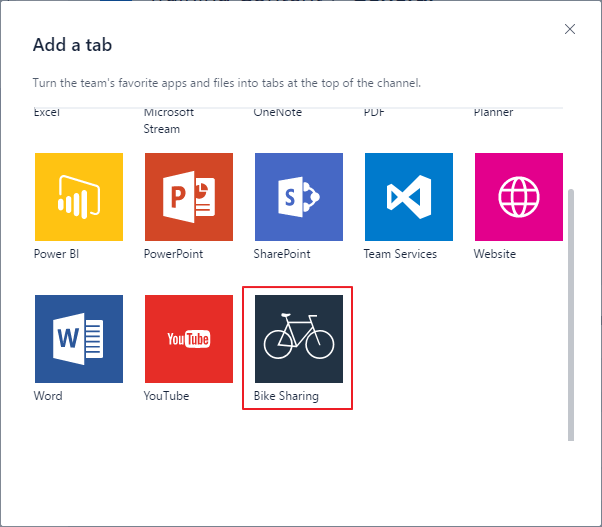 Add a tab
Turn the team's favorite apps and files into tabs at the top of the channel.
Excel
Microsoft
Stream
OneNote
PDF
Planner
Power BI
PowerPoint
SharePoint
Team Services
Website
Word
YouTube
Bike Sharing
P
S
W
YouTube